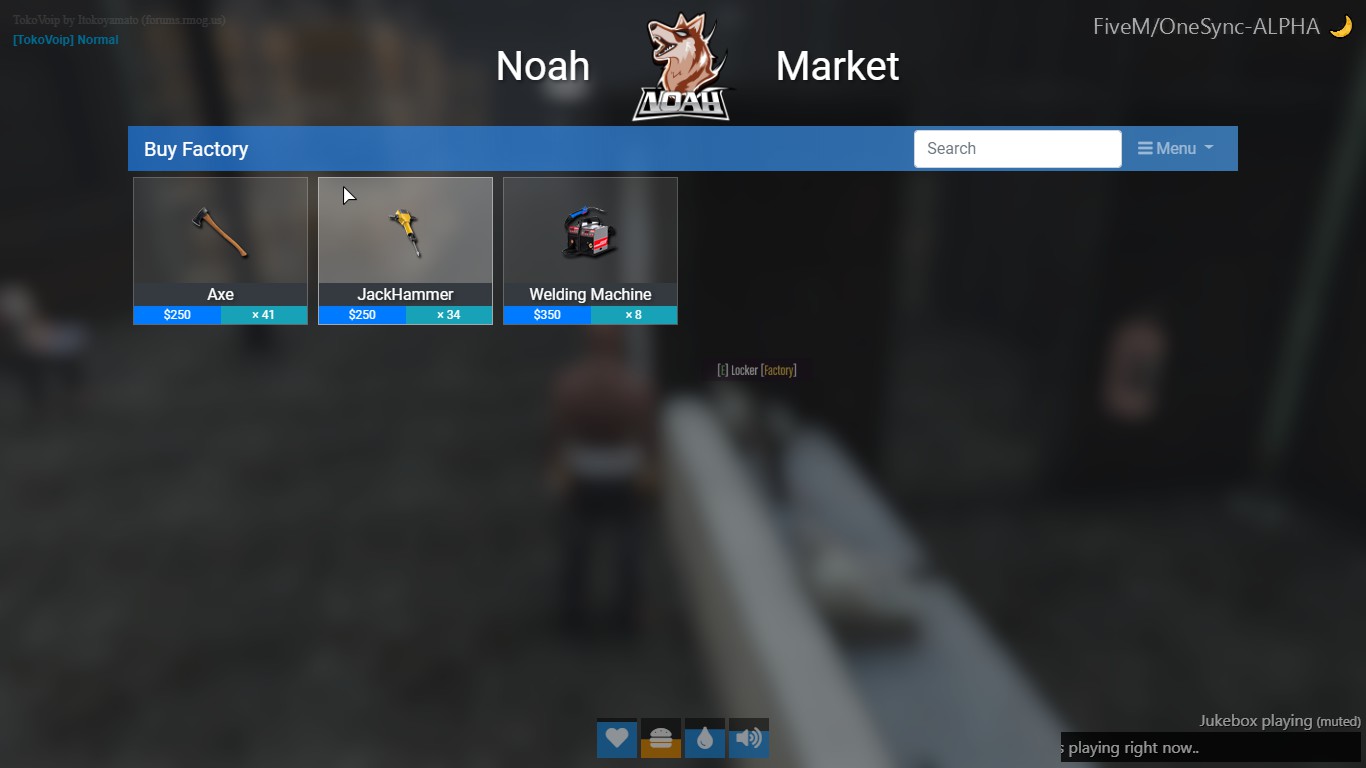 TokoVoip by Itokoyamato (forums.rmog.us)
[TokoVoip] Normal
FiveM/OneSync-ALPHA 🌙
Noah
NOAH
Market
Buy Factory
Search
Menu
Axe
$250
× 41
JackHammer
$250
× 34
Welding Machine
$350
× 8
[E] Locker [Factory]
Jukebox playing (muted)
playing right now..